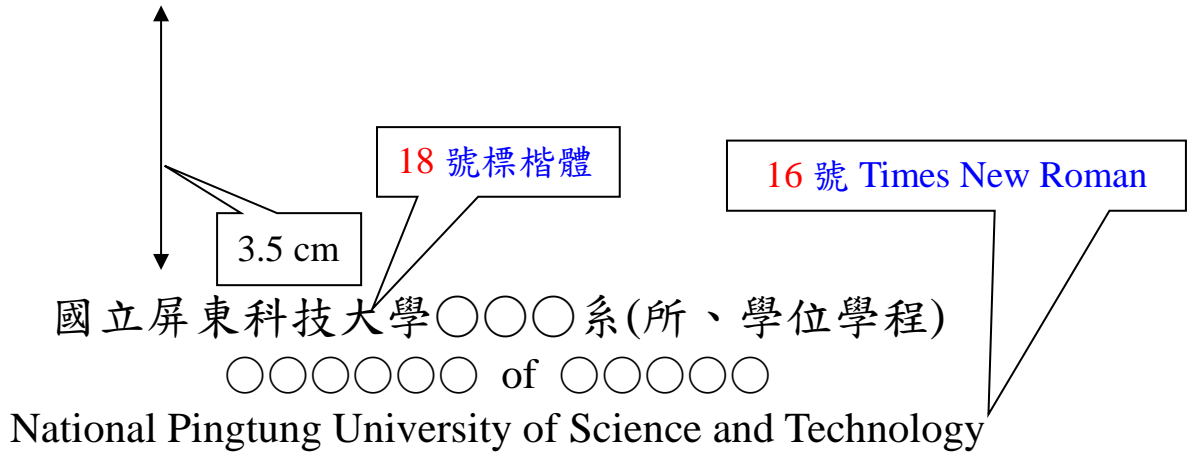 18 號標楷體
16 號 Times New Roman
3.5 cm
國立屏東科技大學○○○系(所、學位學程)
○○○○○○ of ○○○○○
National Pingtung University of Science and Technology